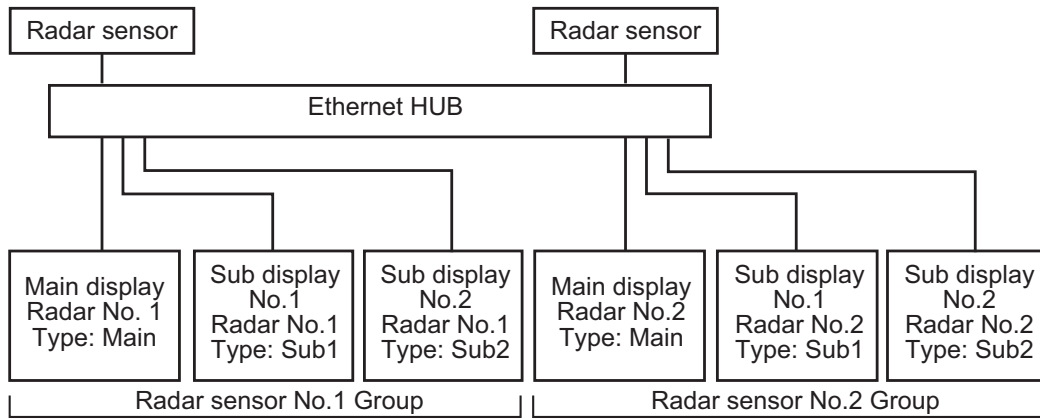 Radar sensor
Radar sensor
Ethernet HUB
Main display
Radar No. 1
Type: Main
Sub display
No.1
Radar No.1
Type: Sub1
Sub display
No.2
Radar No.1
Type: Sub2
Main display
Radar No.2
Type: Main
Sub display
No.1
Radar No.2
Type: Sub1
Sub display
No.2
Radar No.2
Type: Sub2
Radar sensor No.1 Group
Radar sensor No.2 Group